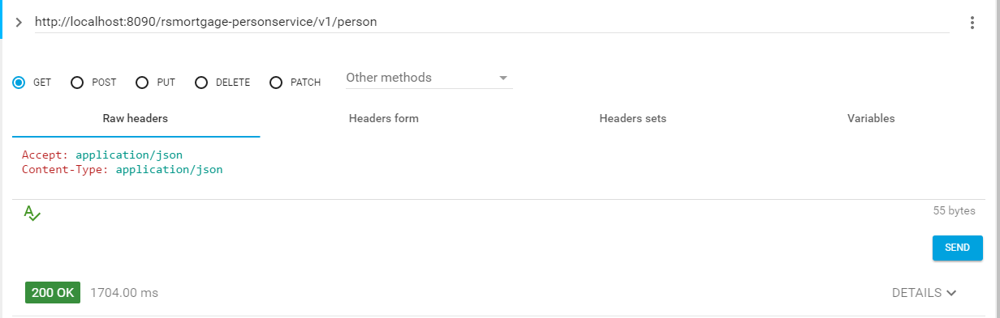 http://localhost:8090/rsmortgage-personservice/v1/person
GET POST PUT DELETE PATCH Other methods
Raw headers Headers form Headers sets Variables
Accept: application/json
Content-Type: application/json
A 55 bytes
SEND
200 OK 1704.00 ms DETAILS